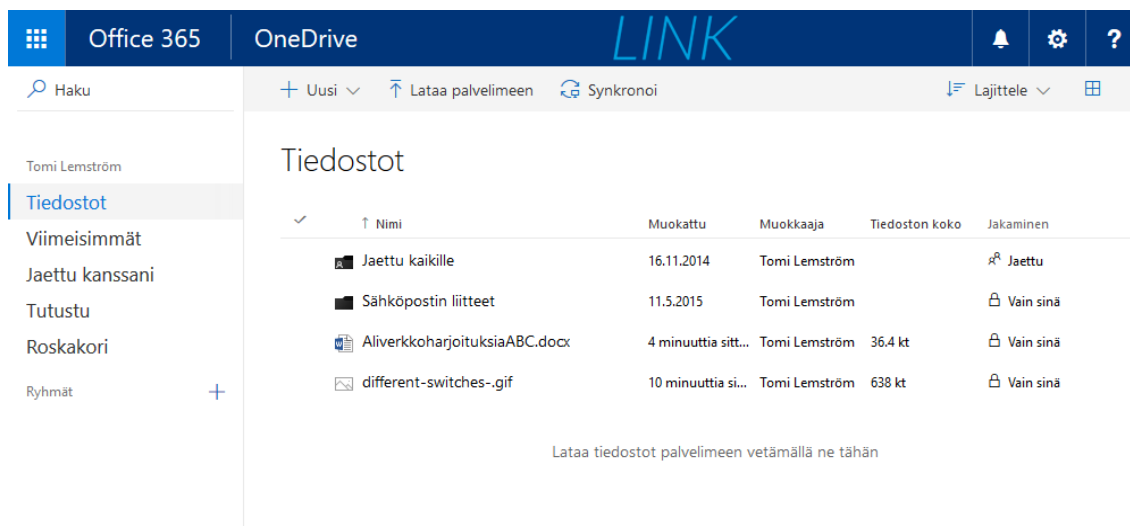 Office 365 OneDrive LINK ?
Haku + Uusi Lataa palvelimeen Synkronoi Lajittele
Tomi Lemström
Tiedostot
Viimeisimmät
Jaettu kanssani
Tutustu
Roskakori
Ryhmät +
Tiedostot
↑ Nimi Muokattu Muokkaaja Tiedoston koko Jakaminen
Jaettu kaikille 16.11.2014 Tomi Lemström Jaettu
Sähköpostin liitteet 11.5.2015 Tomi Lemström Vain sinä
AliverkkoharjoituksiaABC.docx 4 minuuttia sitt... Tomi Lemström 36.4 kt Vain sinä
different-switches-.gif 10 minuuttia si... Tomi Lemström 638 kt Vain sinä
Lataa tiedostot palvelimeen vetämällä ne tähän